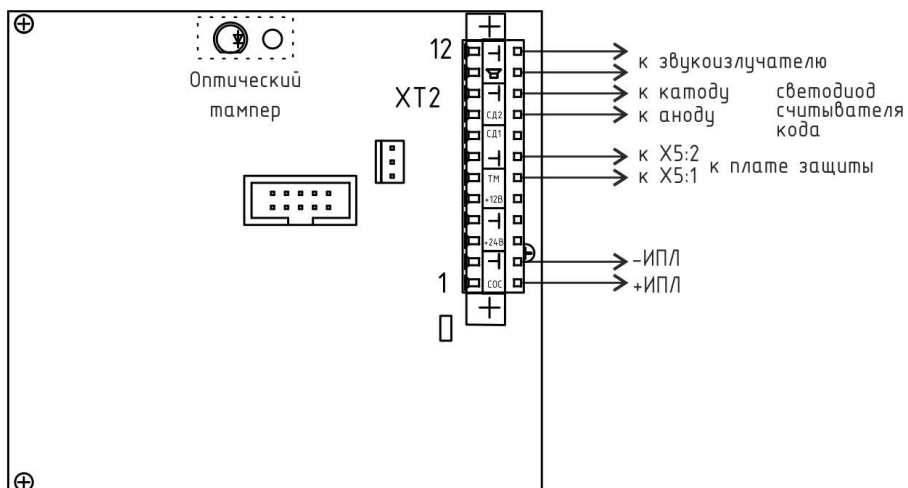 Оптический
тампер
12
XT2
СД2
СД1
ТМ
+12В
+24В
СОС
1
к звукоизлучателю
к катоду
к аноду
светодиод
считывателя
кода
к X5:2
к X5:1
к плате защиты
-ИПЛ
+ИПЛ